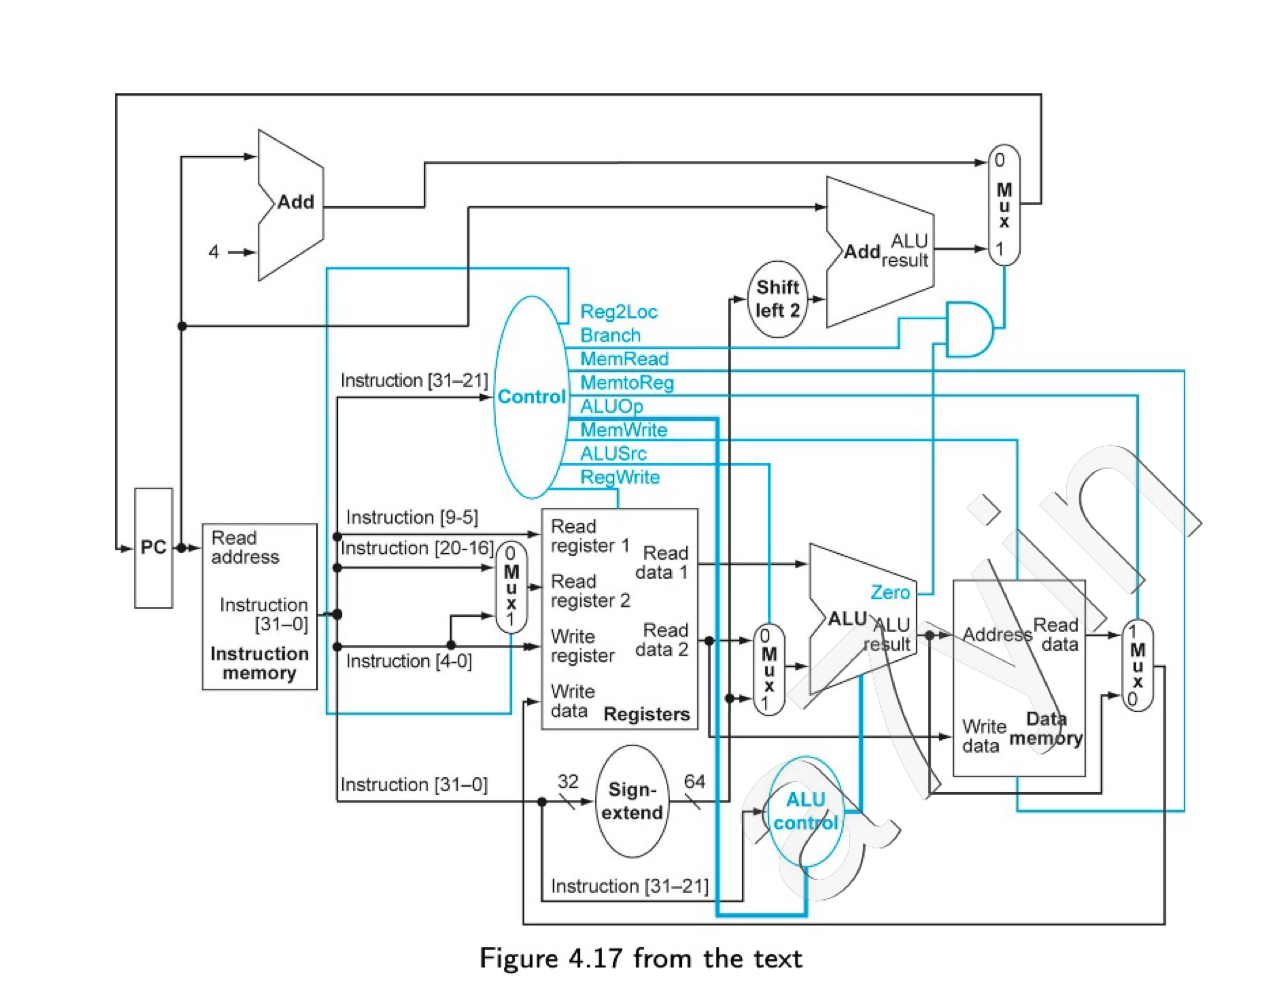 0
M
u
x
1
Add
4
Add
ALU
result
Shift
left 2
Reg2Loc
Branch
MemRead
MemtoReg
ALUOp
MemWrite
ALUSrc
RegWrite
Control
Instruction [31–21]
PC
Read
address
Instruction
[31–0]
Instruction
memory
Instruction [9-5]
Instruction [20-16]
Instruction [4-0]
0
M
u
x
1
Read
register 1
Read
register 2
Write
register
Write
data
Read
data 1
Read
data 2
Registers
0
M
u
x
1
Zero
ALU
ALU
result
Address
Read
data
Write
data
Data
memory
1
M
u
x
0
Instruction [31–0]
32
Sign-
extend
64
ALU
control
Instruction [31–21]
Figure 4.17 from the text